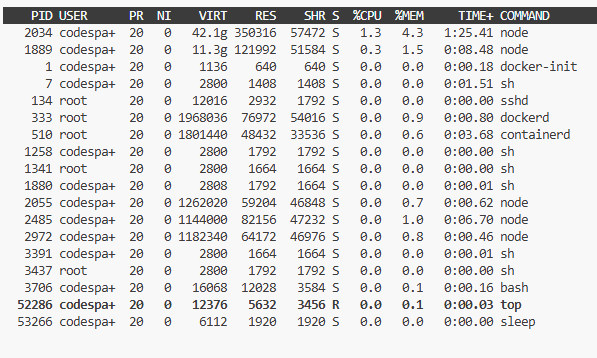 PID USER PR NI VIRT RES SHR S %CPU %MEM TIME+ COMMAND
2034 codespa+ 20 0 42.1g 350316 57472 S 1.3 4.3 1:25.41 node
1889 codespa+ 20 0 11.3g 121992 51584 S 0.3 1.5 0:08.48 node
1 codespa+ 20 0 1136 640 640 S 0.0 0.0 0:00.18 docker-init
7 codespa+ 20 0 2800 1408 1408 S 0.0 0.0 0:01.51 sh
134 root 20 0 12016 2932 1792 S 0.0 0.0 0:00.00 sshd
333 root 20 0 1968036 76972 54016 S 0.0 0.9 0:00.80 dockerd
510 root 20 0 1801440 48432 33536 S 0.0 0.6 0:03.68 containerd
1258 codespa+ 20 0 2800 1792 1792 S 0.0 0.0 0:00.00 sh
1341 root 20 0 2800 1664 1664 S 0.0 0.0 0:00.00 sh
1880 codespa+ 20 0 2808 1792 1664 S 0.0 0.0 0:00.01 sh
2055 codespa+ 20 0 1262020 59204 46848 S 0.0 0.7 0:00.62 node
2485 codespa+ 20 0 1144000 82156 47232 S 0.0 1.0 0:06.70 node
2972 codespa+ 20 0 1182340 64172 46976 S 0.0 0.8 0:00.46 node
3391 codespa+ 20 0 2800 1664 1664 S 0.0 0.0 0:00.01 sh
3437 root 20 0 2800 1792 1792 S 0.0 0.0 0:00.00 sh
3706 codespa+ 20 0 16068 12028 3584 S 0.0 0.1 0:00.16 bash
52286 codespa+ 20 0 12376 5632 3456 R 0.0 0.1 0:00.03 top
53266 codespa+ 20 0 6112 1920 1920 S 0.0 0.0 0:00.00 sleep